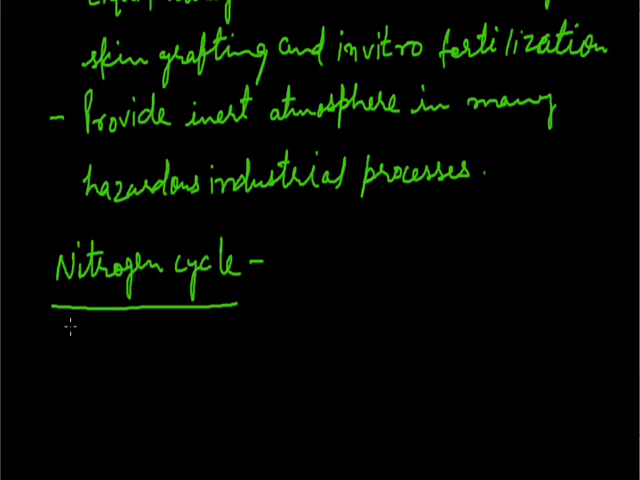 skin grafting and invitro fertilization
- Provide inert atmosphere in many
hazardous industrial processes.
Nitrogen cycle -